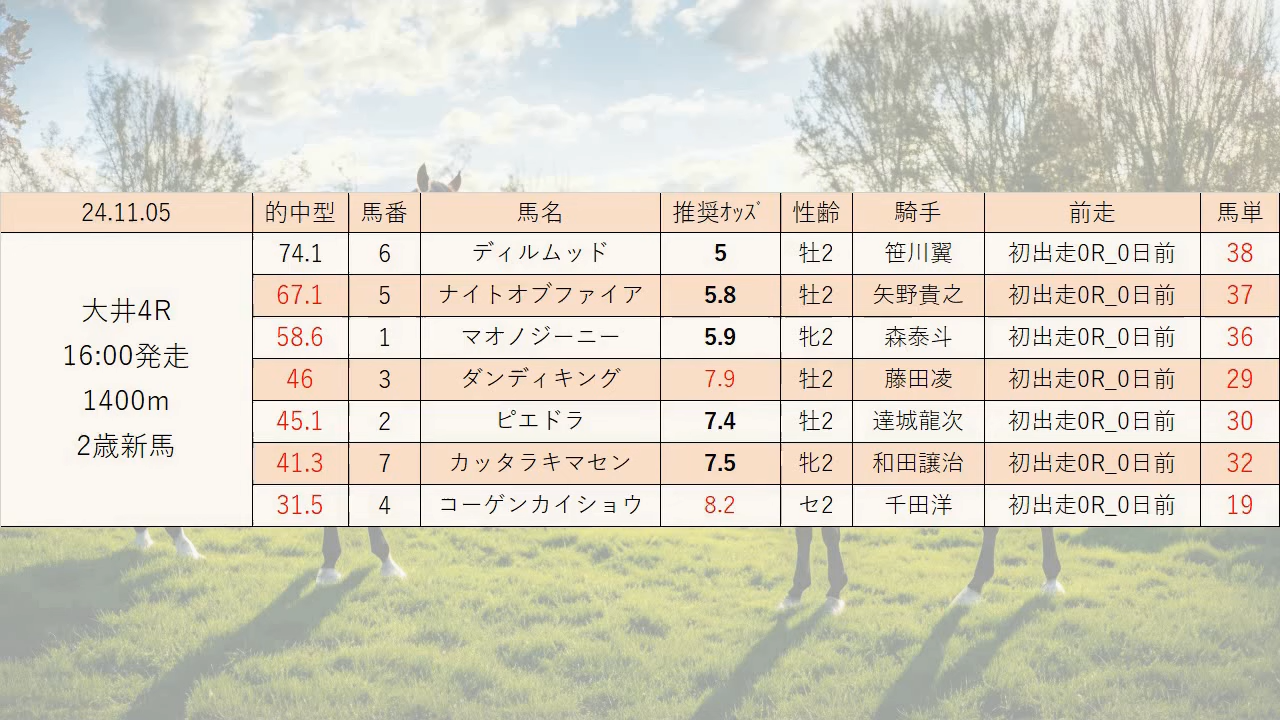 24.11.05 的中型 馬番 馬名 推奨ｵｯｽﾞ 性齢 騎手 前走 馬単
大井4R
16:00発走
1400m
2歳新馬
74.1 6 ディルムッド 5 牡2 笹川翼 初出走0R_0日前 38
67.1 5 ナイトオブファイア 5.8 牡2 矢野貴之 初出走0R_0日前 37
58.6 1 マオノジーニー 5.9 牝2 森泰斗 初出走0R_0日前 36
46 3 ダンディキング 7.9 牡2 藤田凌 初出走0R_0日前 29
45.1 2 ピエドラ 7.4 牡2 達城龍次 初出走0R_0日前 30
41.3 7 カッタラキマセン 7.5 牝2 和田譲治 初出走0R_0日前 32
31.5 4 コーゲンカイショウ 8.2 セ2 千田洋 初出走0R_0日前 19